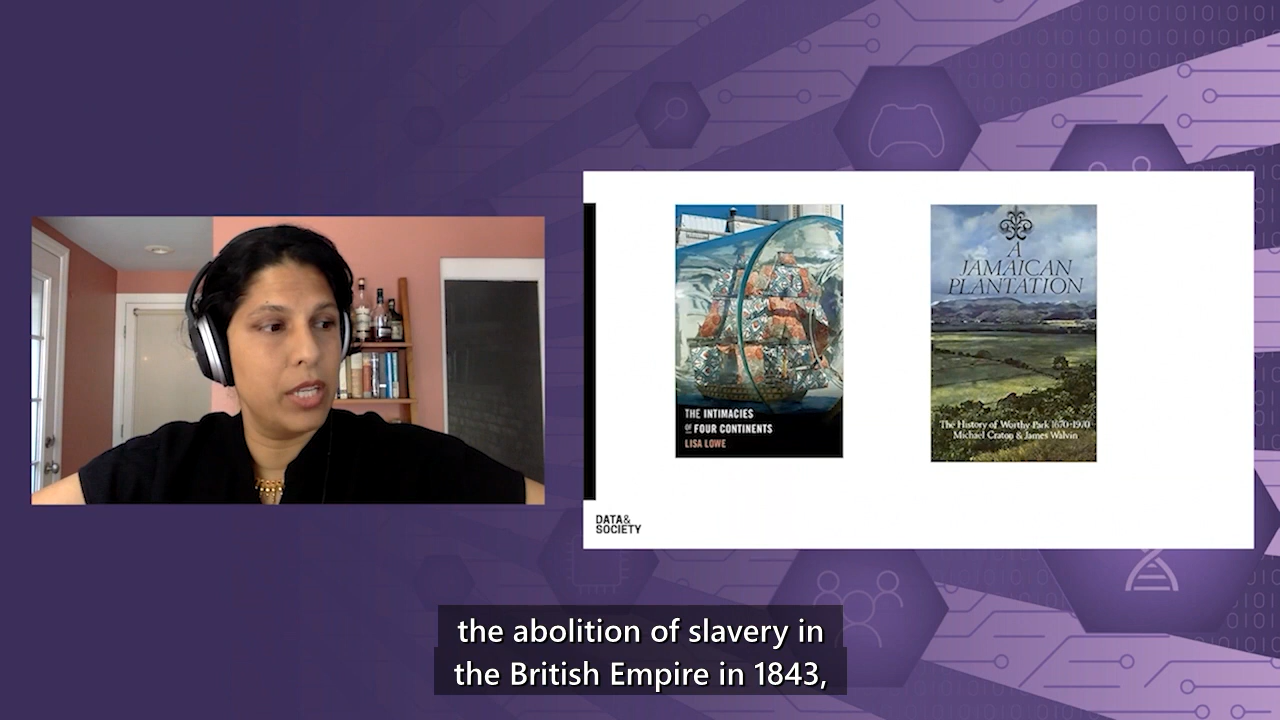 THE INTIMACIES
OF FOUR CONTINENTS
LISA LOWE
A
JAMAICAN
PLANTATION
The History of Worthy Park 1670-1970
Michael Craton & James Walvin
DATA&
SOCIETY
the abolition of slavery in
the British Empire in 1843,